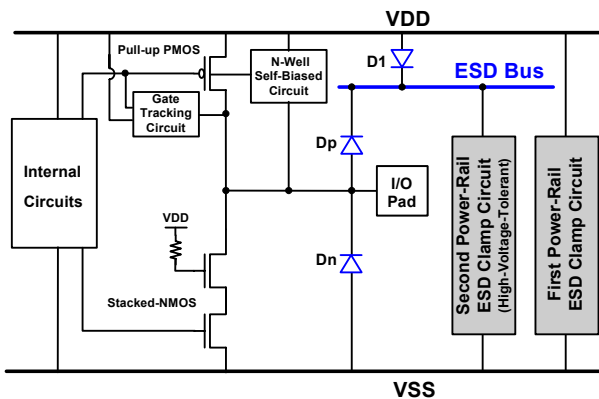 VDD
Pull-up PMOS
N-Well
Self-Biased
Circuit
D1
ESD Bus
Gate
Tracking
Circuit
Dp
Internal
Circuits
I/O
Pad
VDD
Dn
Stacked-NMOS
Second Power-Rail
ESD Clamp Circuit
(High-Voltage-Tolerant)
First Power-Rail
ESD Clamp Circuit
VSS